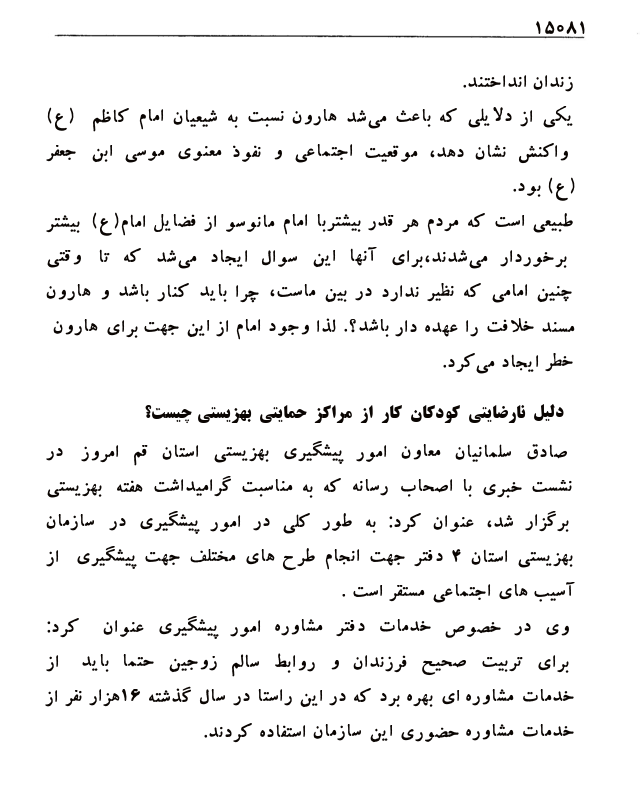 ۱۵۰۸۱
زندان انداختند.
یکی از دلایلی که باعث می‌شد هارون نسبت به شیعیان امام کاظم (ع)
واکنش نشان دهد، موقعیت اجتماعی و نفوذ معنوی موسی ابن جعفر
(ع) بود.
طبیعی است که مردم هر قدر بیشتربا امام مانوسو از فضایل امام(ع) بیشتر
برخوردار می‌شدند،برای آنها این سوال ایجاد می‌شد که تا وقتی
چنین امامی که نظیر ندارد در بین ماست، چرا باید کنار باشد و هارون
مسند خلافت را عهده دار باشد؟. لذا وجود امام از این جهت برای هارون
خطر ایجاد می‌کرد.
دلیل نارضایتی کودکان کار از مراکز حمایتی بهزیستی چیست؟
صادق سلمانیان معاون امور پیشگیری بهزیستی استان قم امروز در
نشست خبری با اصحاب رسانه که به مناسبت گرامیداشت هفته بهزیستی
برگزار شد، عنوان کرد: به طور کلی در امور پیشگیری در سازمان
بهزیستی استان ۴ دفتر جهت انجام طرح های مختلف جهت پیشگیری از
آسیب های اجتماعی مستقر است .
وی در خصوص خدمات دفتر مشاوره امور پیشگیری عنوان کرد:
برای تربیت صحیح فرزندان و روابط سالم زوجین حتما باید از
خدمات مشاوره ای بهره برد که در این راستا در سال گذشته ۱۶هزار نفر از
خدمات مشاوره حضوری این سازمان استفاده کردند.